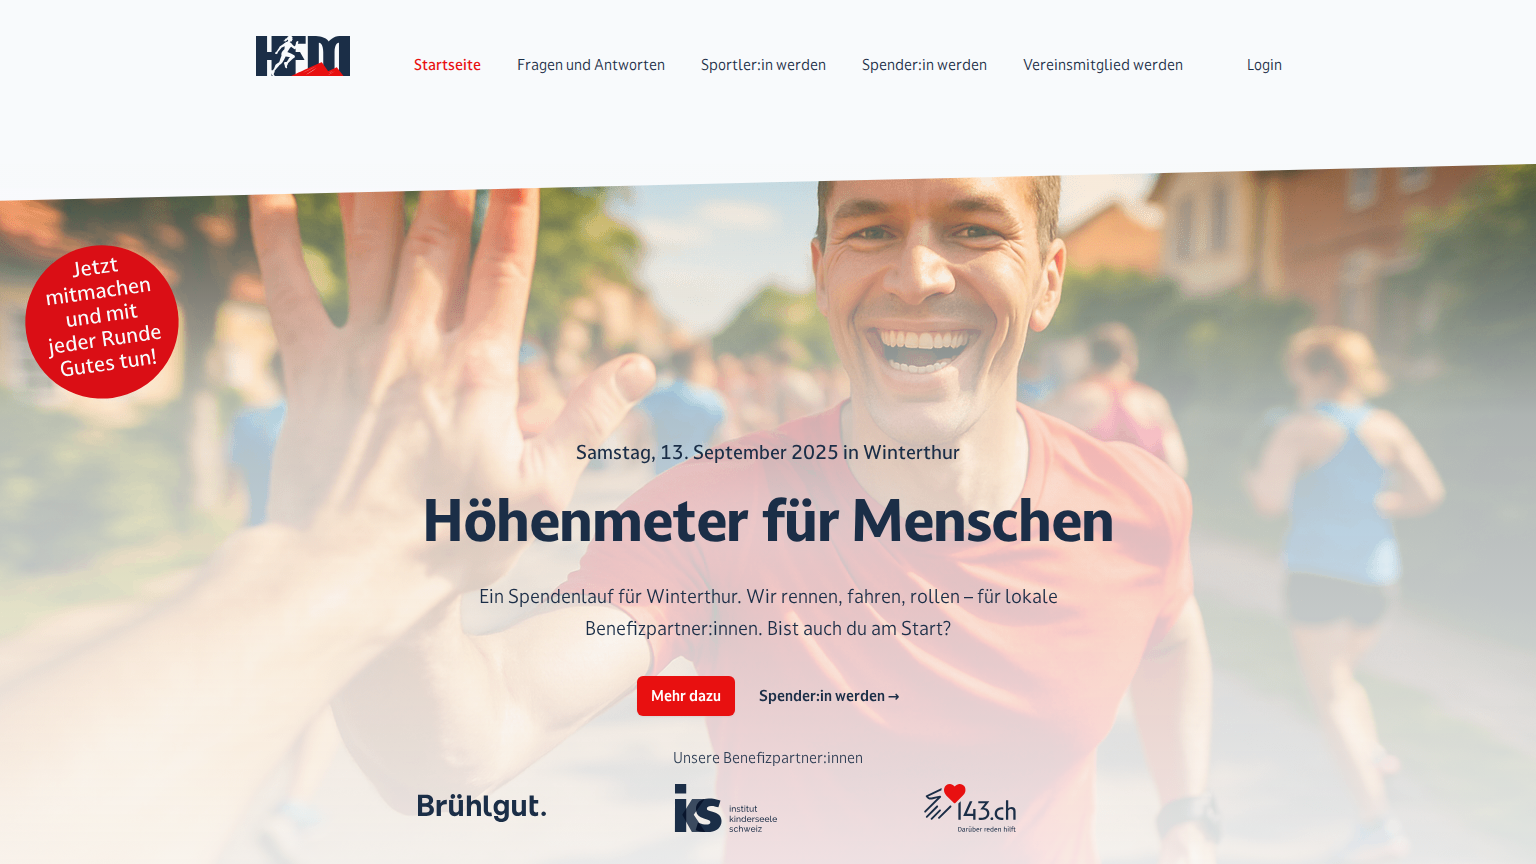 HFM
Startseite
Fragen und Antworten
Sportler:in werden
Spender:in werden
Vereinsmitglied werden
Login
Jetzt
mitmachen
und mit
jeder Runde
Gutes tun!
Samstag, 13. September 2025 in Winterthur
Höhenmeter für Menschen
Ein Spendenlauf für Winterthur. Wir rennen, fahren, rollen – für lokale
Benefizpartner:innen. Bist auch du am Start?
Mehr dazu
Spender:in werden →
Unsere Benefizpartner:innen
Brühlgut.
iks
institut
kinderseele
schweiz
143.ch
Darüber reden hilft